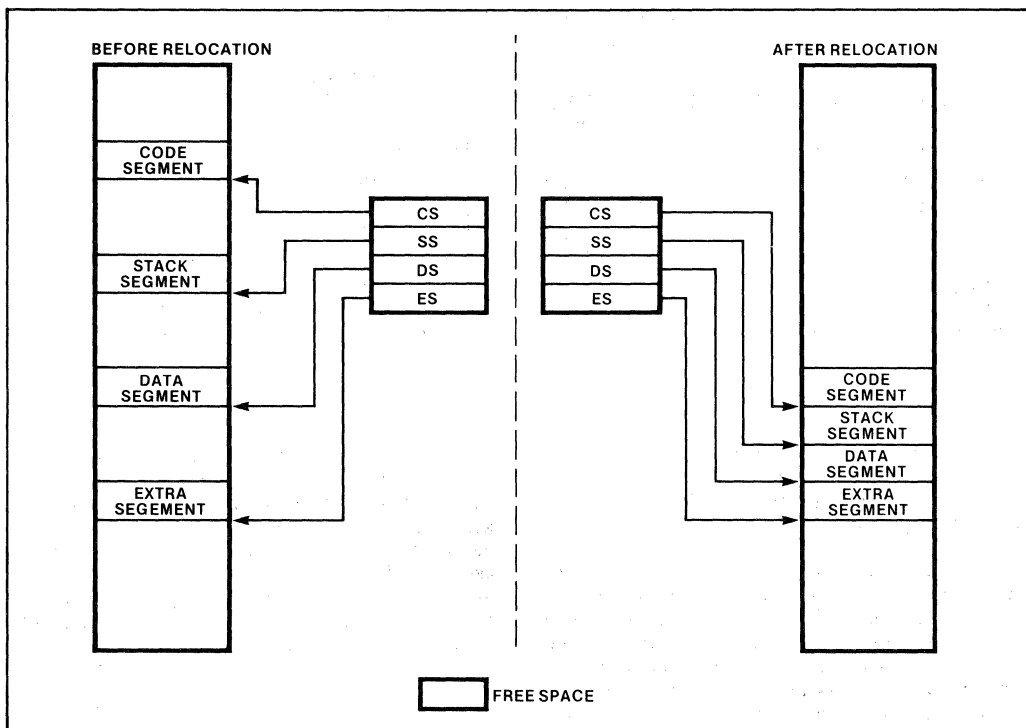 BEFORE RELOCATION
CODE
SEGMENT
STACK
SEGMENT
DATA
SEGMENT
EXTRA
SEGEMENT
CS
SS
DS
ES
AFTER RELOCATION
CS
SS
DS
ES
CODE
SEGMENT
STACK
SEGMENT
DATA
SEGMENT
EXTRA
SEGMENT
FREE SPACE